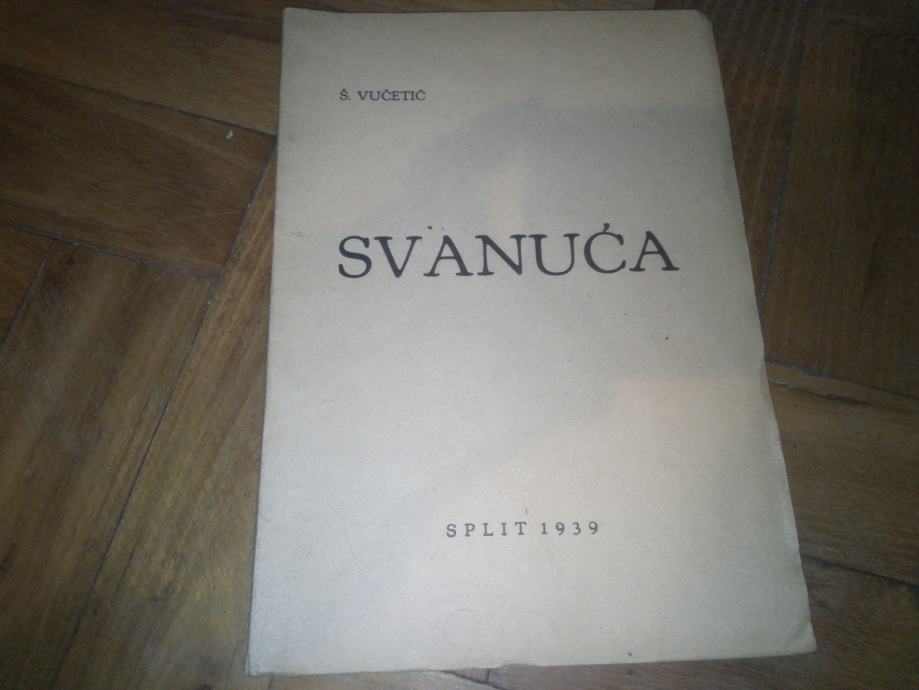 Š. VUČETIĆ
SVANUĆA
SPLIT 1939